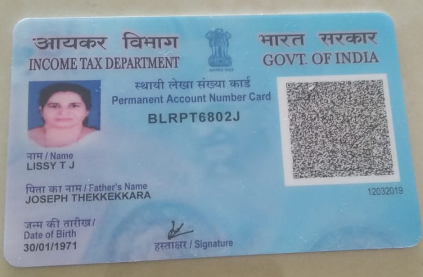 आयकर विभाग
INCOME TAX DEPARTMENT
भारत सरकार
GOVT. OF INDIA
स्थायी लेखा संख्या कार्ड
Permanent Account Number Card
BLRPT6802J
नाम / Name
LISSY T J
पिता का नाम / Father's Name
JOSEPH THEKKEKKARA
जन्म की तारीख /
Date of Birth
30/01/1971
हस्ताक्षर / Signature
12032019